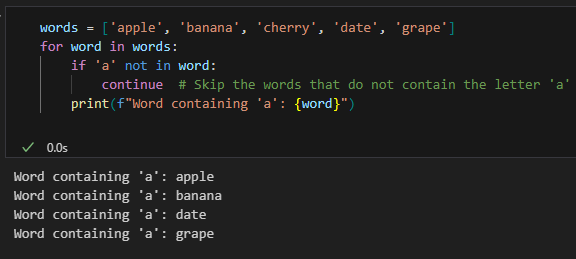 words = ['apple', 'banana', 'cherry', 'date', 'grape']
for word in words:
    if 'a' not in word:
        continue  # Skip the words that do not contain the letter 'a'
    print(f"Word containing 'a': {word}")
0.0s
Word containing 'a': apple
Word containing 'a': banana
Word containing 'a': date
Word containing 'a': grape